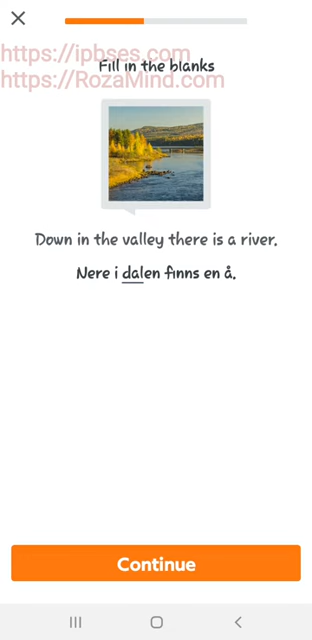 https://iphses.com
Fill in the blanks
https://RozaMind.com
Down in the valley there is a river.
Nere i dalen finns en å.
Continue